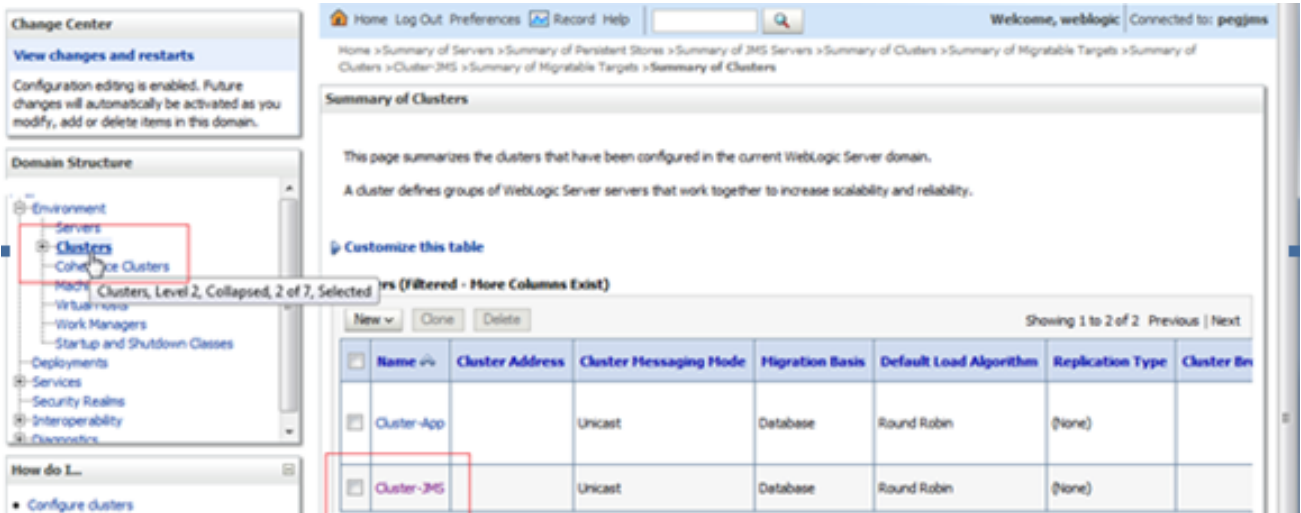 Change Center
View changes and restarts
Configuration editing is enabled. Future
changes will automatically be activated as you
modify, add or delete items in this domain.
Domain Structure
Environment
Servers
Clusters
Clusters
Clusters, Level 2, Collapsed, 2 of 7, Selected
Work Managers
Startup and Shutdown Classes
Deployments
Services
Security Realms
Interoperability
Diagnostics
How do I...
Configure clusters
Home Log Out Preferences Record Help
Welcome, weblogic Connected to: pegjms
Home >Summary of Servers >Summary of Persistent Stores >Summary of JMS Servers >Summary of Clusters >Summary of Migratable Targets >Summary of
Clusters >Cluster-JMS >Summary of Migratable Targets >Summary of Clusters
Summary of Clusters
This page summarizes the clusters that have been configured in the current WebLogic Server domain.
A cluster defines groups of WebLogic Server servers that work together to increase scalability and reliability.
Customize this table
(Filtered - More Columns Exist)
New Clone Delete Showing 1 to 2 of 2 Previous | Next
Name Cluster Address Cluster Messaging Mode Migration Basis Default Load Algorithm Replication Type Cluster
Cluster-App Unicast Database Round Robin (None)
Cluster-JMS Unicast Database Round Robin (None)